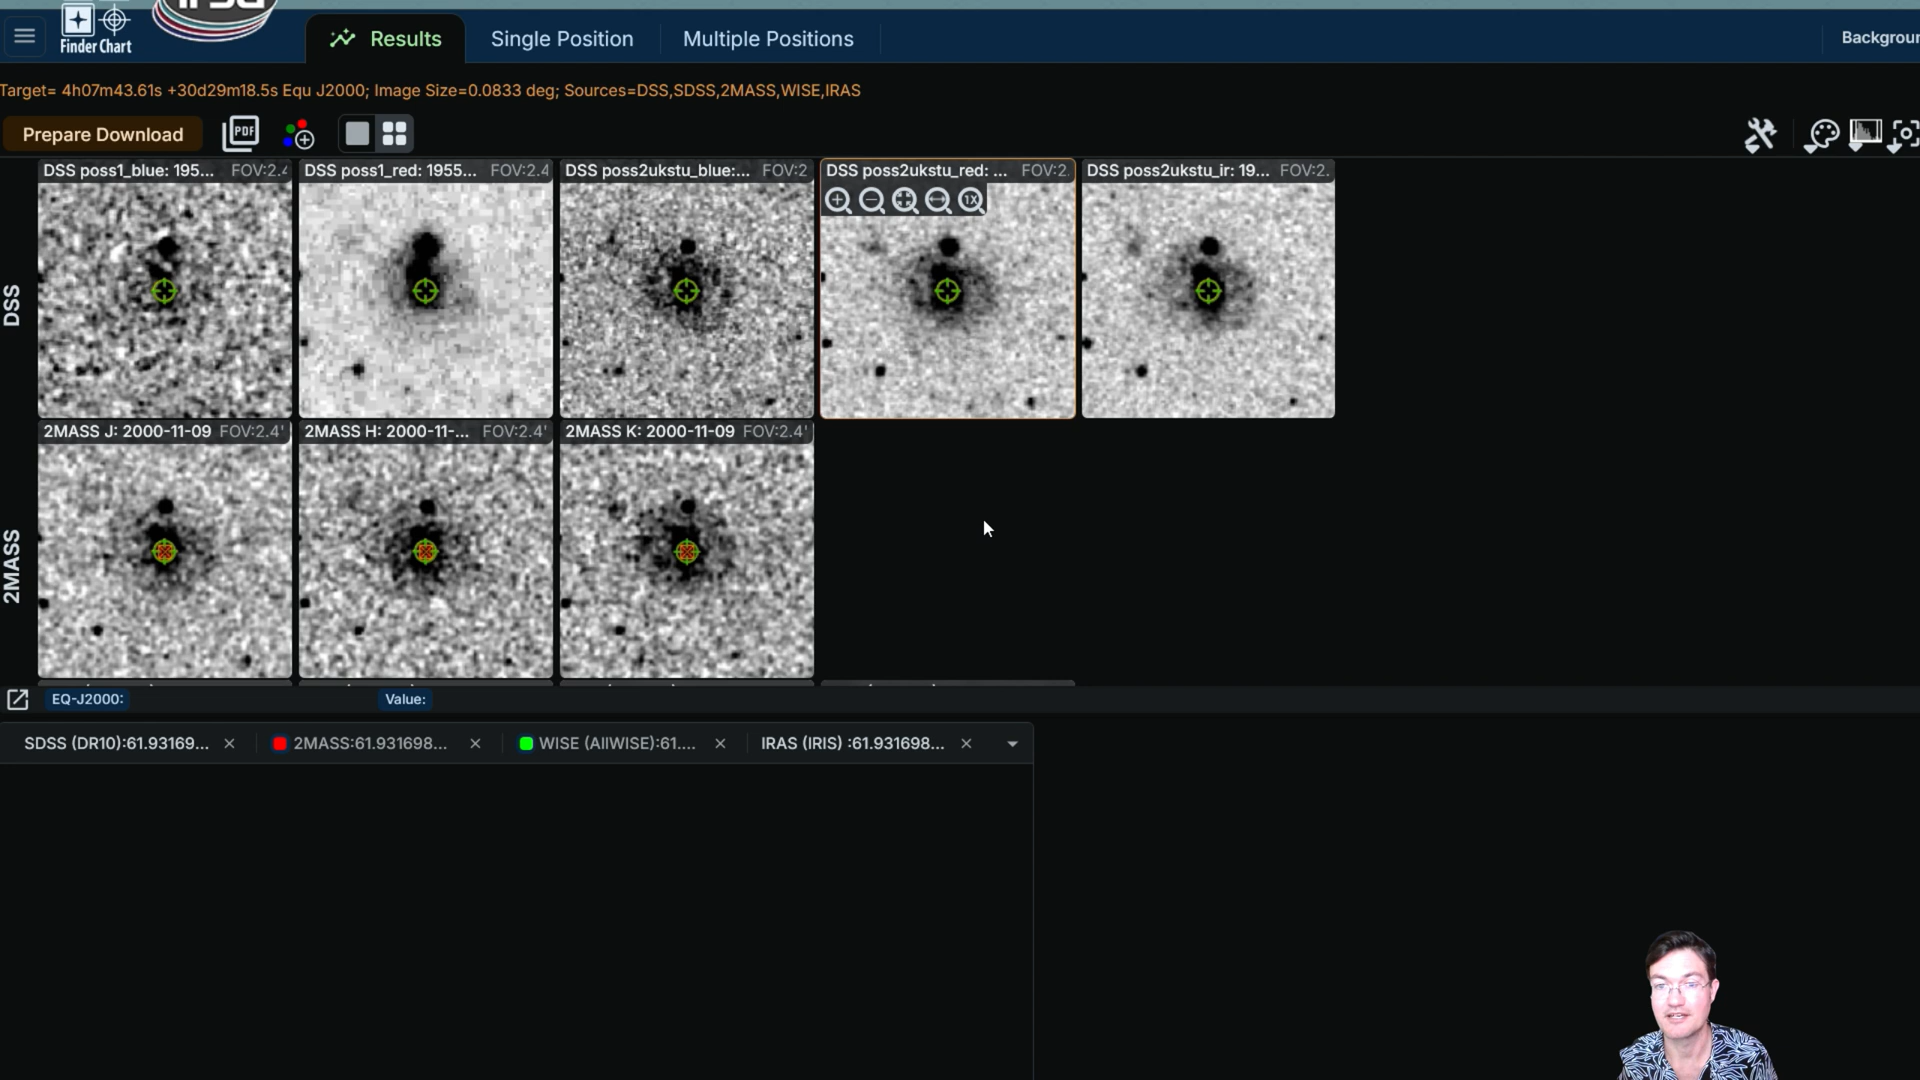 irsa
Finder Chart
Results
Single Position
Multiple Positions
Target= 4h07m43.61s +30d29m18.5s Equ J2000; Image Size=0.0833 deg; Sources=DSS,SDSS,2MASS,WISE,IRAS
Prepare Download
PDF
DSS
DSS poss1_blue: 195... FOV:2.4
DSS poss1_red: 1955... FOV:2.4
DSS poss2ukstu_blue:... FOV:2
DSS poss2ukstu_red: ... FOV:2.
1X
DSS poss2ukstu_ir: 19... FOV:2.
2MASS
2MASS J: 2000-11-09 FOV:2.4'
2MASS H: 2000-11-... FOV:2.4'
2MASS K: 2000-11-09 FOV:2.4'
EQ-J2000:
Value:
SDSS (DR10):61.93169...
2MASS:61.931698...
WISE (AllWISE):61....
IRAS (IRIS) :61.931698...